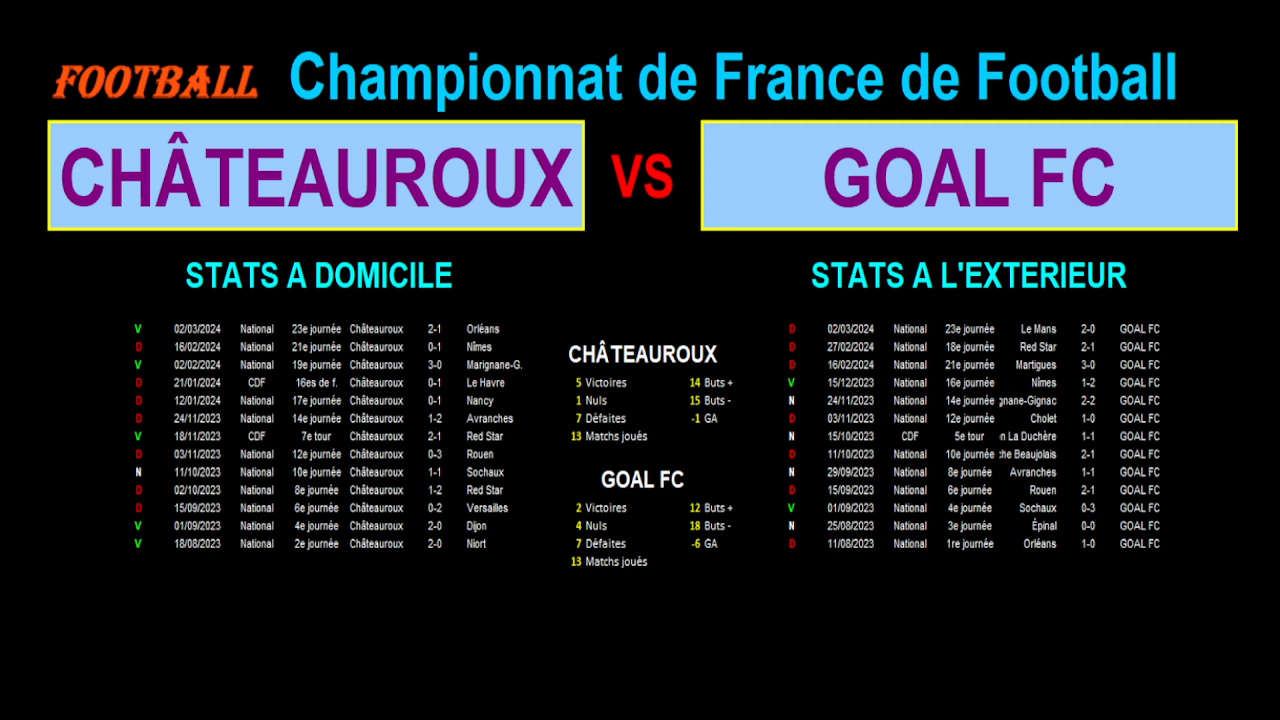 FOOTBALL Championnat de France de Football
CHÂTEAUROUX VS GOAL FC
STATS A DOMICILE
V 02/03/2024 National 23e journée Châteauroux 2-1 Orléans
D 16/02/2024 National 21e journée Châteauroux 0-1 Nîmes
V 02/02/2024 National 19e journée Châteauroux 3-0 Marignane-G.
D 21/01/2024 CDF 16es de f. Châteauroux 0-1 Le Havre
D 12/01/2024 National 17e journée Châteauroux 0-1 Nancy
D 24/11/2023 National 14e journée Châteauroux 1-2 Avranches
V 18/11/2023 CDF 7e tour Châteauroux 2-1 Red Star
D 03/11/2023 National 12e journée Châteauroux 0-3 Rouen
N 11/10/2023 National 10e journée Châteauroux 1-1 Sochaux
D 02/10/2023 National 8e journée Châteauroux 1-2 Red Star
D 15/09/2023 National 6e journée Châteauroux 0-2 Versailles
V 01/09/2023 National 4e journée Châteauroux 2-0 Dijon
V 18/08/2023 National 2e journée Châteauroux 2-0 Niort
CHÂTEAUROUX
5 Victoires 14 Buts +
1 Nuls 15 Buts -
7 Défaites -1 GA
13 Matchs joués
GOAL FC
2 Victoires 12 Buts +
4 Nuls 18 Buts -
7 Défaites -6 GA
13 Matchs joués
STATS A L'EXTERIEUR
D 02/03/2024 National 23e journée Le Mans 2-0 GOAL FC
D 27/02/2024 National 18e journée Red Star 2-1 GOAL FC
D 16/02/2024 National 21e journée Martigues 3-0 GOAL FC
V 15/12/2023 National 16e journée Nîmes 1-2 GOAL FC
N 24/11/2023 National 14e journée gnane-Gignac 2-2 GOAL FC
D 03/11/2023 National 12e journée Cholet 1-0 GOAL FC
N 15/10/2023 CDF 5e tour n La Duchère 1-1 GOAL FC
D 11/10/2023 National 10e journée he Beaujolais 2-1 GOAL FC
N 29/09/2023 National 8e journée Avranches 1-1 GOAL FC
D 15/09/2023 National 6e journée Rouen 2-1 GOAL FC
V 01/09/2023 National 4e journée Sochaux 0-3 GOAL FC
N 25/08/2023 National 3e journée Épinal 0-0 GOAL FC
D 11/08/2023 National 1re journée Orléans 1-0 GOAL FC